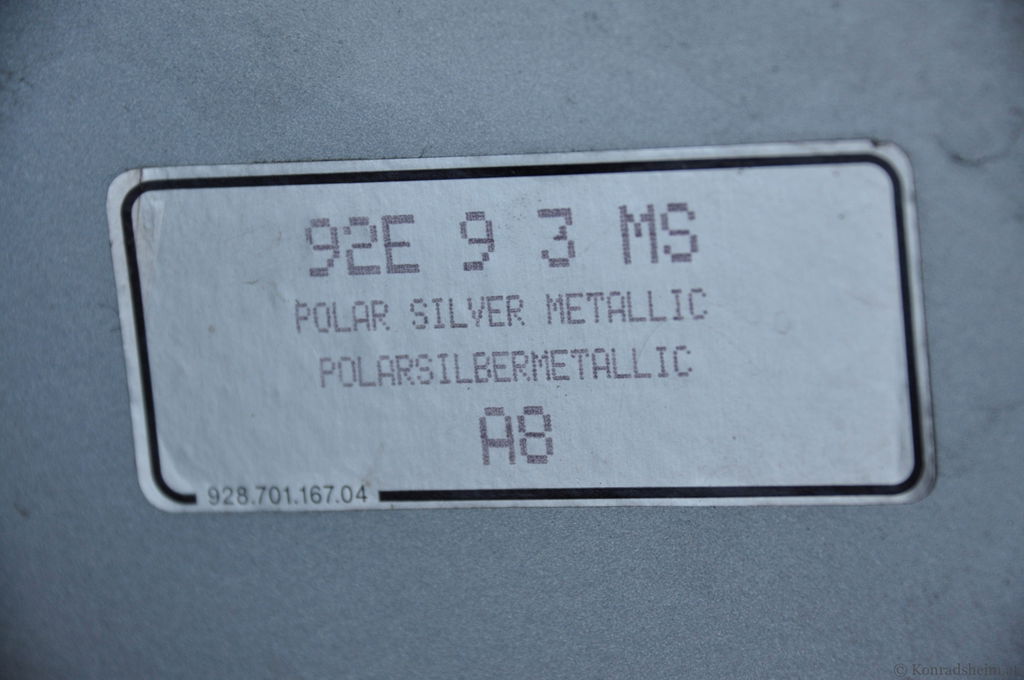 92E 9 3 MS
POLAR SILVER METALLIC
POLARSILBERMETALLIC
A8
928.701.167.04
© Konradsheim.at